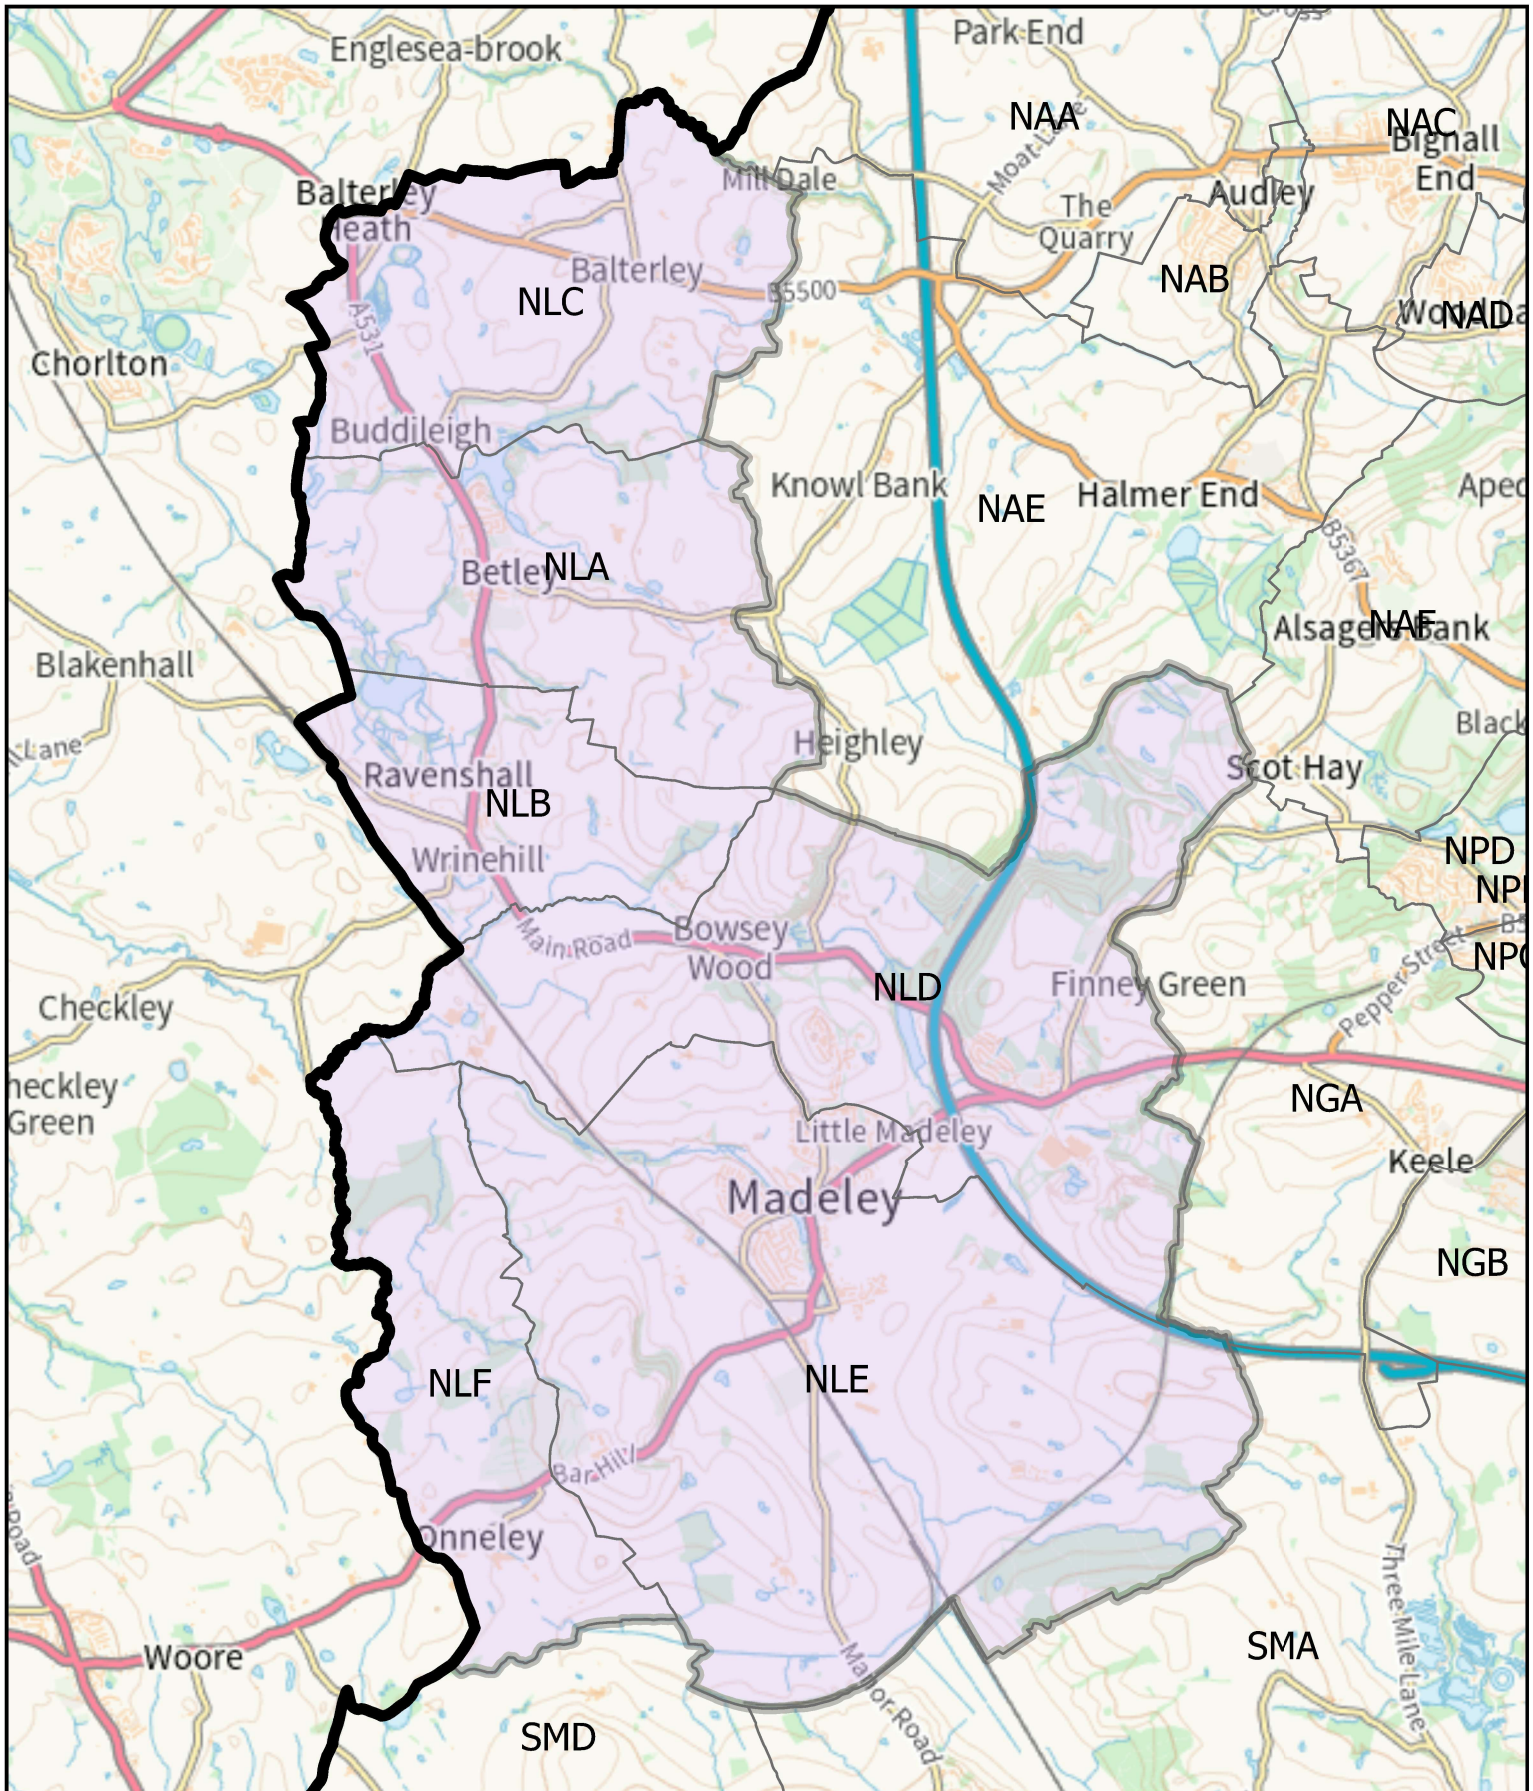 Park End
Englesea-brook
NAA
NAC
Bignall
End
Moat Lane
Mill Dale
Audley
Balterley
Heath
The
Quarry
NAB
Balterley
B5500
NLC
NAD
A531
Chorlton
Buddileigh
Knowl Bank
NAE
Halmer End
B5367
Betley
NLA
NAF
Alsagers Bank
Blakenhall
Lane
Heighley
Scot Hay
Black
Ravenshall
NLB
Wrinehill
NPD
Main Road
Bowsey
Wood
NLD
Finney Green
Pepper Street
Checkley
heckley
Green
NGA
Little Madeley
Keele
Madeley
NGB
NLF
NLE
Bar Hill
Onneley
Road
Three Mile Lane
Woore
SMA
Manor Road
SMD